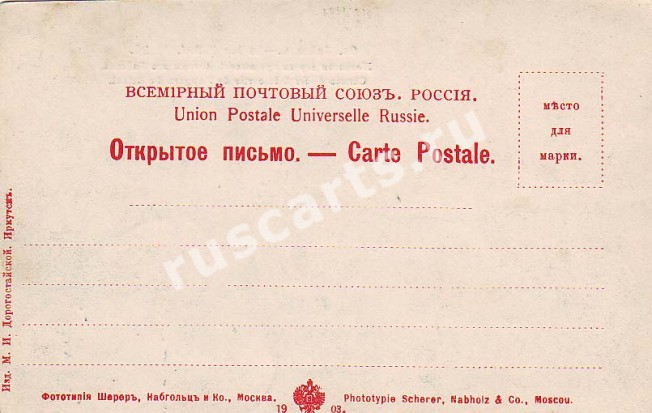 ВСЕМІРНЫЙ ПОЧТОВЫЙ СОЮЗЪ. РОССІЯ.
Union Postale Universelle Russie.
Открытое письмо. — Carte Postale.
мѣсто
для
марки.
ruscarts.ru
Изд. М. И. Дорогостайской. Иркутскъ.
Фототипія Шереръ, Набгольцъ и Ко., Москва.
Phototypie Scherer, Nabholz & Co., Moscou.
19 03.